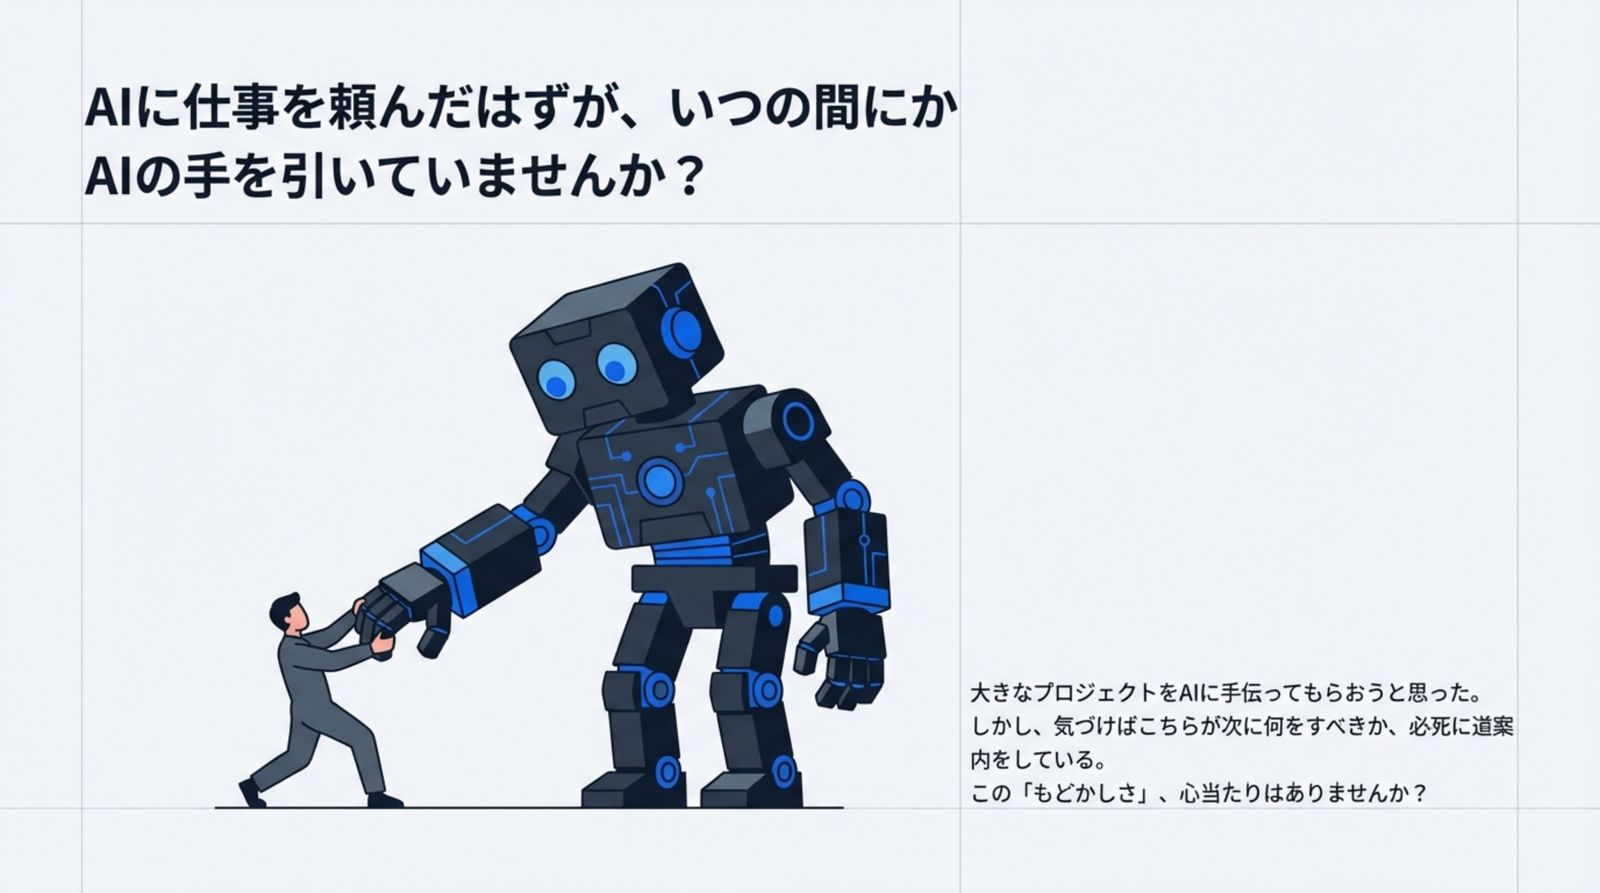 AIに仕事を頼んだはずが、いつの間にか
AIの手を引いていませんか？
大きなプロジェクトをAIに手伝ってもらおうと思った。
しかし、気づけばこちらが次に何をすべきか、必死に道案
内をしている。
この「もどかしさ」、心当たりはありませんか？